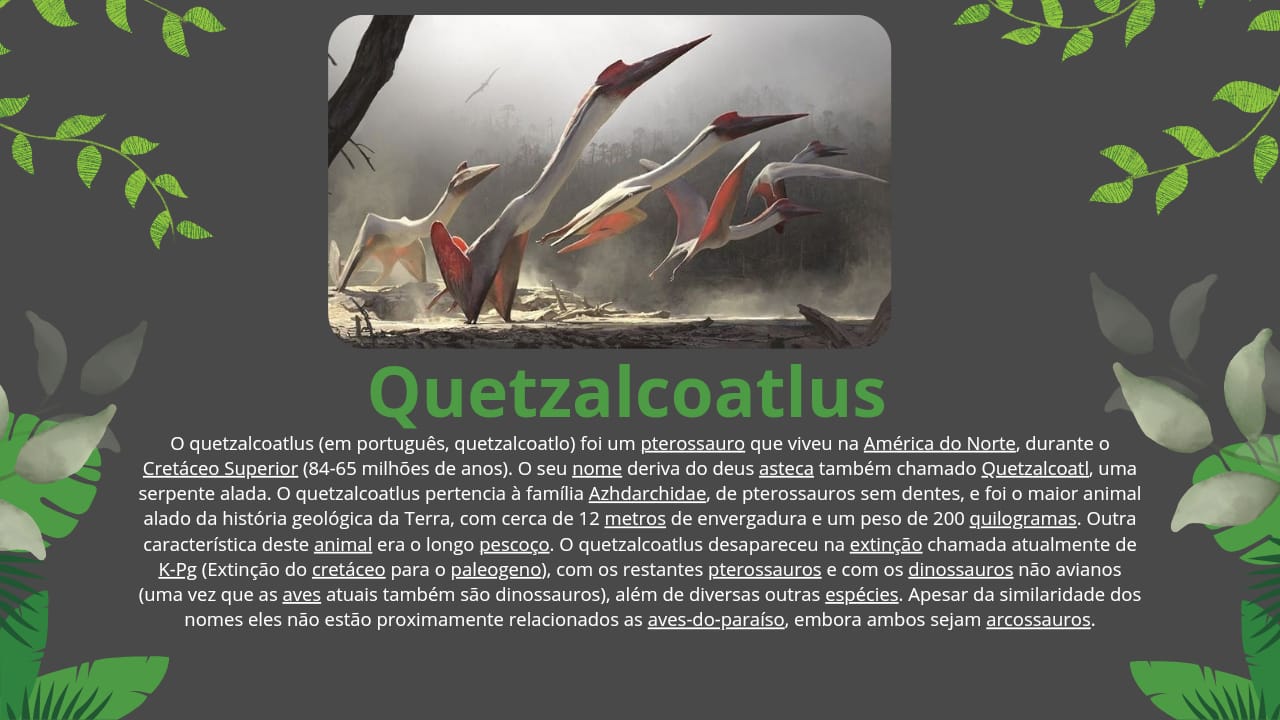 Quetzalcoatlus
O quetzalcoatlus (em português, quetzalcoatlo) foi um pterossauro que viveu na América do Norte, durante o
Cretáceo Superior (84-65 milhões de anos). O seu nome deriva do deus asteca também chamado Quetzalcoatl, uma
serpente alada. O quetzalcoatlus pertencia à família Azhdarchidae, de pterossauros sem dentes, e foi o maior animal
alado da história geológica da Terra, com cerca de 12 metros de envergadura e um peso de 200 quilogramas. Outra
característica deste animal era o longo pescoço. O quetzalcoatlus desapareceu na extinção chamada atualmente de
K-Pg (Extinção do cretáceo para o paleogeno), com os restantes pterossauros e com os dinossauros não avianos
(uma vez que as aves atuais também são dinossauros), além de diversas outras espécies. Apesar da similaridade dos
nomes eles não estão proximamente relacionados as aves-do-paraíso, embora ambos sejam arcossauros.